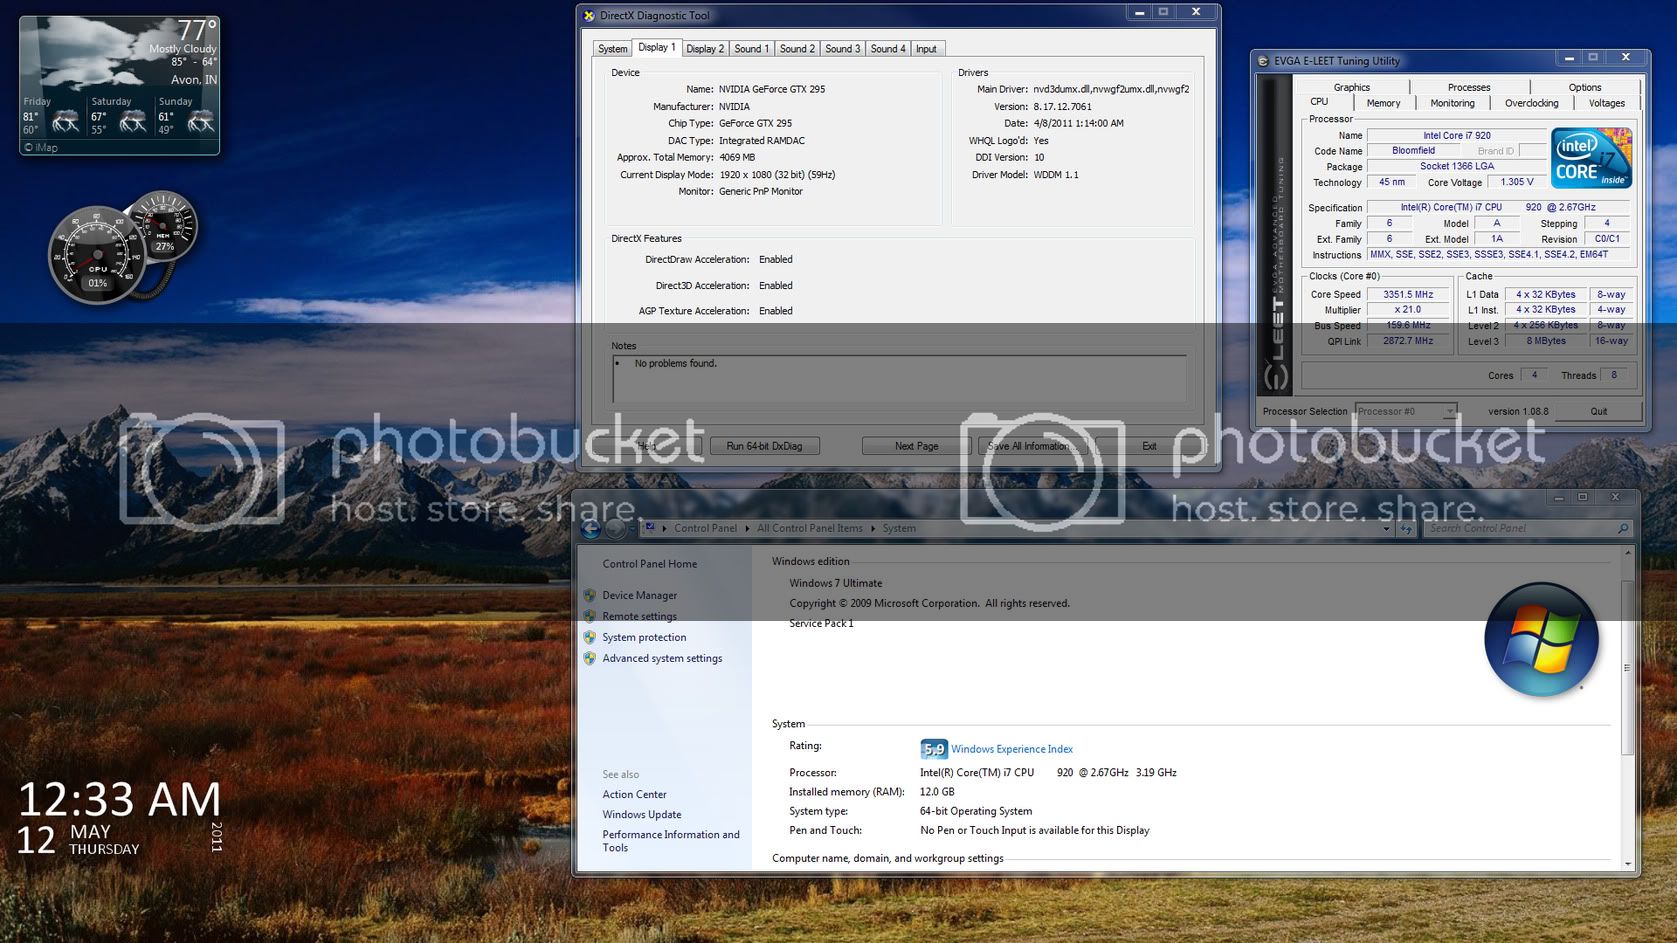 77°
Mostly Cloudy
85° - 64°
Avon, IN
Friday Saturday Sunday
81° 67° 61°
60° 55° 49°
© iMap
MEM
27%
CPU
01%
12:33 AM
12 MAY
THURSDAY
2011
DirectX Diagnostic Tool
System Display 1 Display 2 Sound 1 Sound 2 Sound 3 Sound 4 Input
Device
Name: NVIDIA GeForce GTX 295
Manufacturer: NVIDIA
Chip Type: GeForce GTX 295
DAC Type: Integrated RAMDAC
Approx. Total Memory: 4069 MB
Current Display Mode: 1920 x 1080 (32 bit) (59Hz)
Monitor: Generic PnP Monitor
Drivers
Main Driver: nvd3dumx.dll,nvwgf2umx.dll,nvwgf2
Version: 8.17.12.7061
Date: 4/8/2011 1:14:00 AM
WHQL Logo'd: Yes
DDI Version: 10
Driver Model: WDDM 1.1
DirectX Features
DirectDraw Acceleration: Enabled
Direct3D Acceleration: Enabled
AGP Texture Acceleration: Enabled
Notes
• No problems found.
Help Run 64-bit DxDiag Next Page Save All Information... Exit
EVGA E-LEET Tuning Utility
Graphics Processes Options
CPU Memory Monitoring Overclocking Voltages
Processor
Name Intel Core i7 920
Code Name Bloomfield Brand ID
Package Socket 1366 LGA
Technology 45 nm Core Voltage 1.305 V
intel CORE i7 inside™
Specification Intel(R) Core(TM) i7 CPU 920 @ 2.67GHz
Family 6 Model A Stepping 4
Ext. Family 6 Ext. Model 1A Revision C0/C1
Instructions MMX, SSE, SSE2, SSE3, SSSE3, SSE4.1, SSE4.2, EM64T
Clocks (Core #0)
Core Speed 3351.5 MHz
Multiplier x 21.0
Bus Speed 159.6 MHz
QPI Link 2872.7 MHz
Cache
L1 Data 4 x 32 KBytes 8-way
L1 Inst. 4 x 32 KBytes 4-way
Level 2 4 x 256 KBytes 8-way
Level 3 8 MBytes 16-way
Cores 4 Threads 8
Processor Selection Processor #0 version 1.08.8 Quit
E-LEET EVGA ADVANCED MOTHERBOARD TUNING
photobucket
host. store. share.
photobucket
host. store. share.
Control Panel All Control Panel Items System
Search Control Panel
Control Panel Home
Device Manager
Remote settings
System protection
Advanced system settings
See also
Action Center
Windows Update
Performance Information and
Tools
Windows edition
Windows 7 Ultimate
Copyright © 2009 Microsoft Corporation. All rights reserved.
Service Pack 1
System
Rating: 5.9 Windows Experience Index
Processor: Intel(R) Core(TM) i7 CPU 920 @ 2.67GHz 3.19 GHz
Installed memory (RAM): 12.0 GB
System type: 64-bit Operating System
Pen and Touch: No Pen or Touch Input is available for this Display
Computer name, domain, and workgroup settings